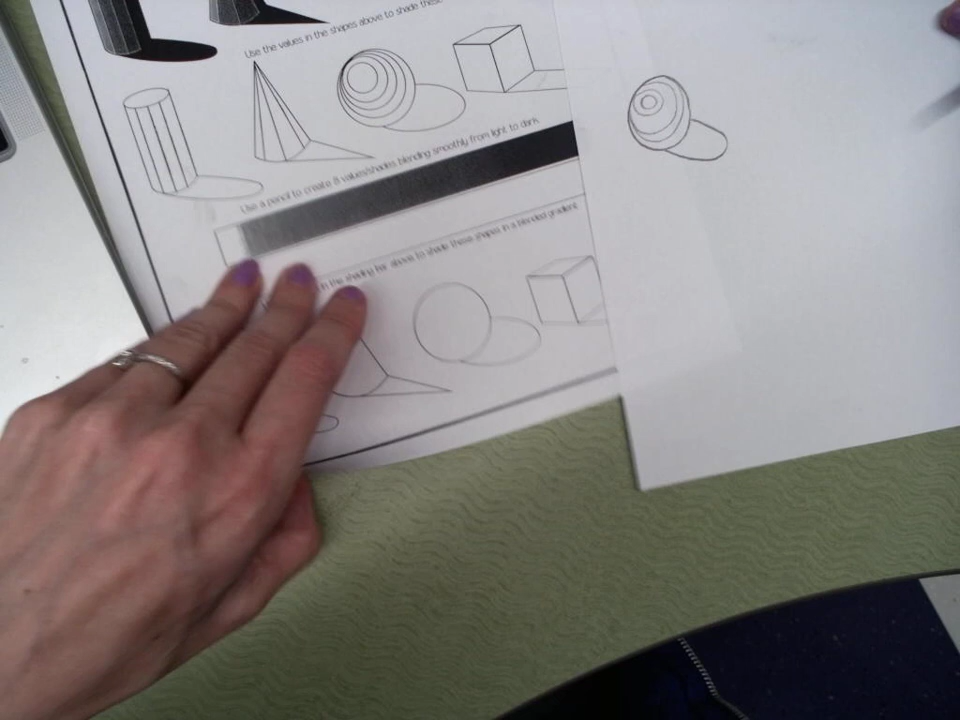 Use the values in the shapes above to shade these
Use a pencil to create 8 values/shades blending smoothly from light to dark.
in the shading bar above to shade these shapes in a blended gradient.